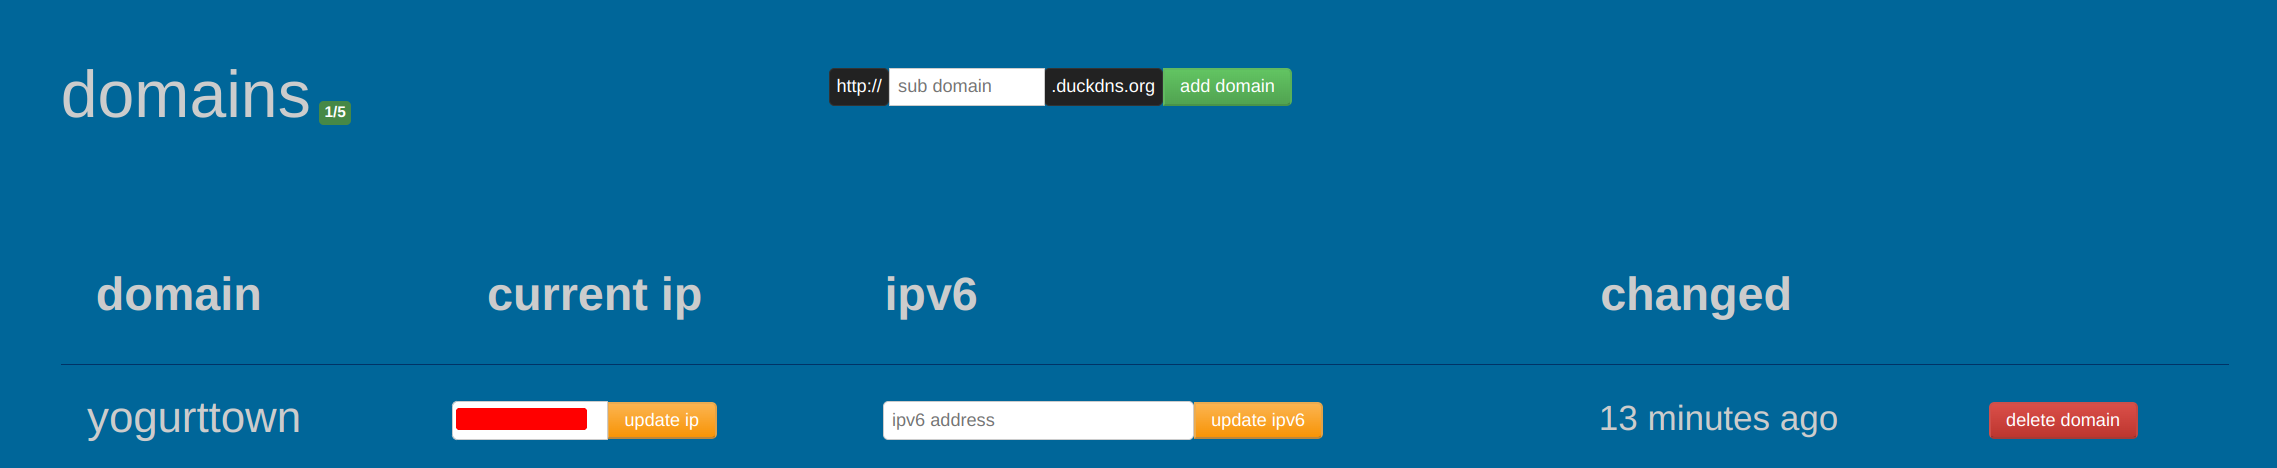 domains 1/5
http:// sub domain .duckdns.org add domain
domain current ip ipv6 changed
yogurttown update ip ipv6 address update ipv6 13 minutes ago delete domain